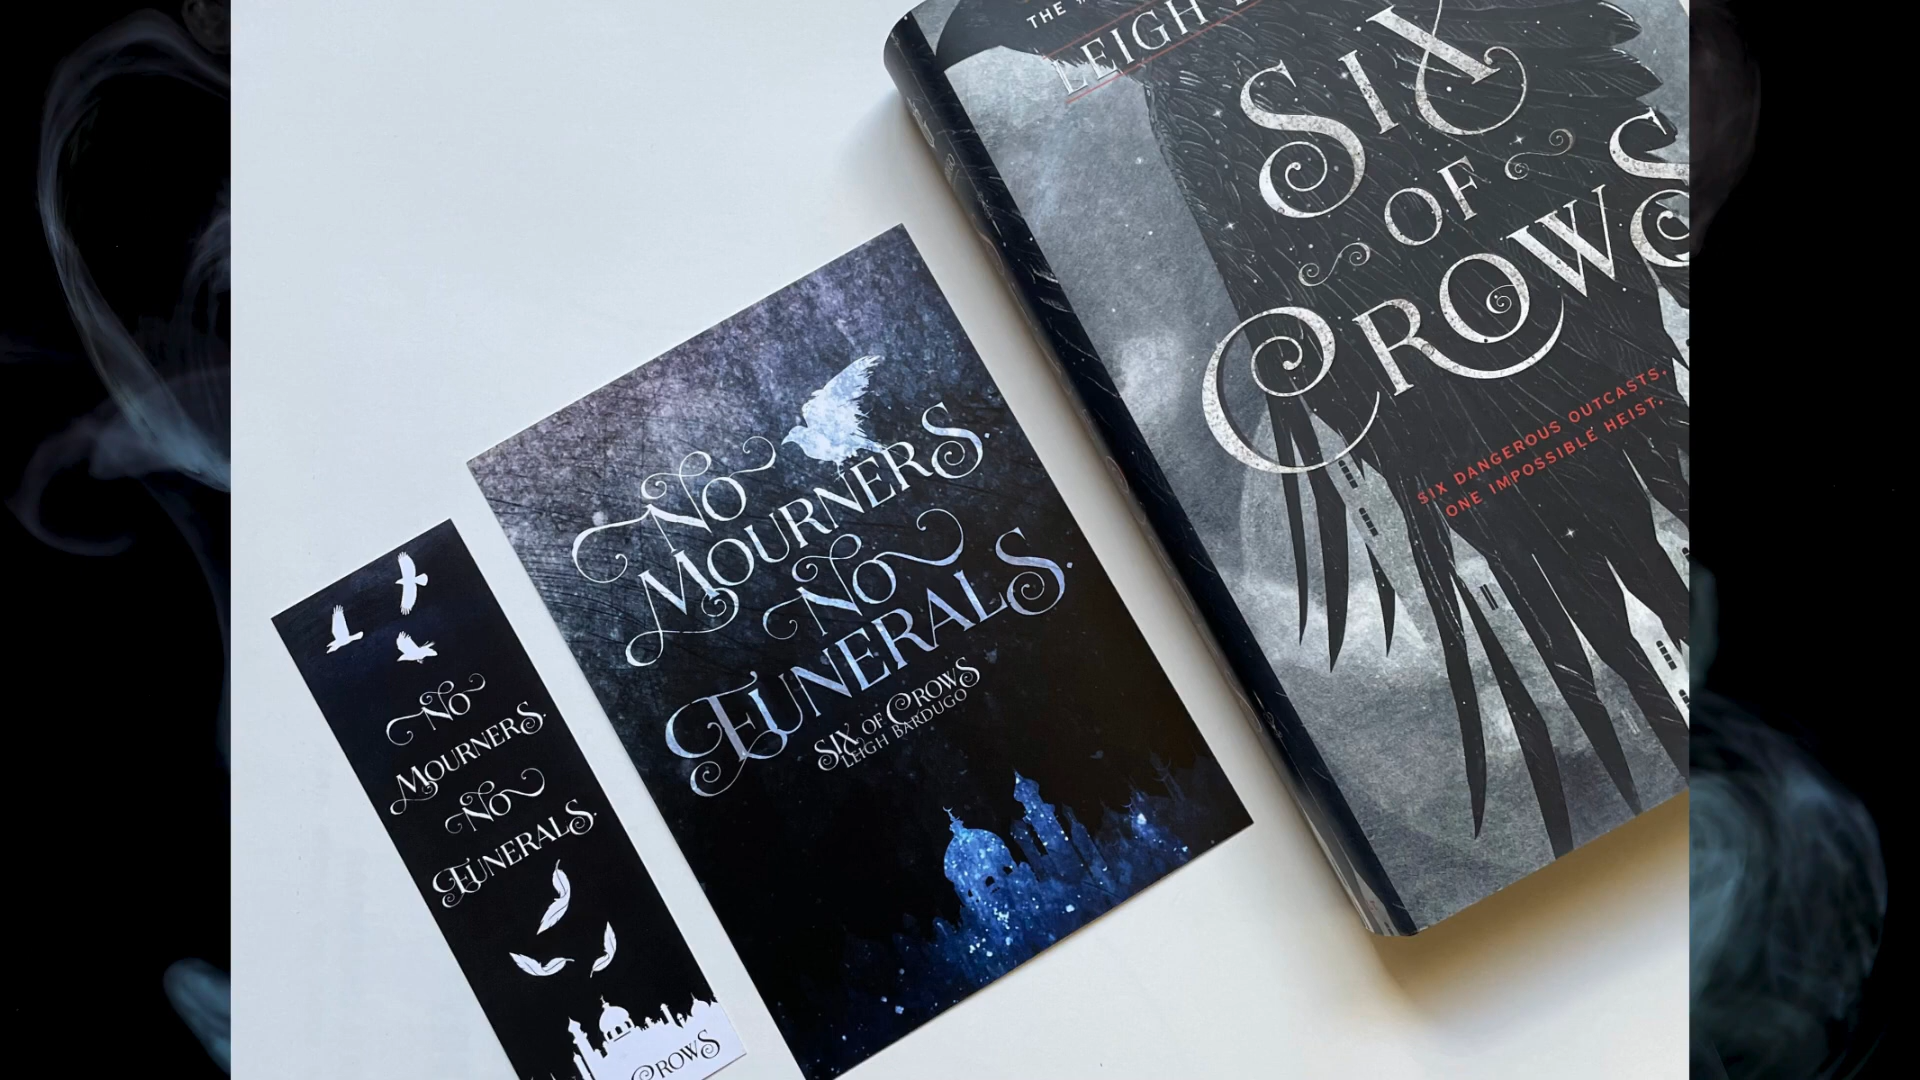 No
Mourners.
No
Funerals.
Crows
No
Mourners.
No
Funerals.
Six of Crows
Leigh Bardugo
THE
LEIGH
Six
of
Crows
SIX DANGEROUS OUTCASTS.
ONE IMPOSSIBLE HEIST.